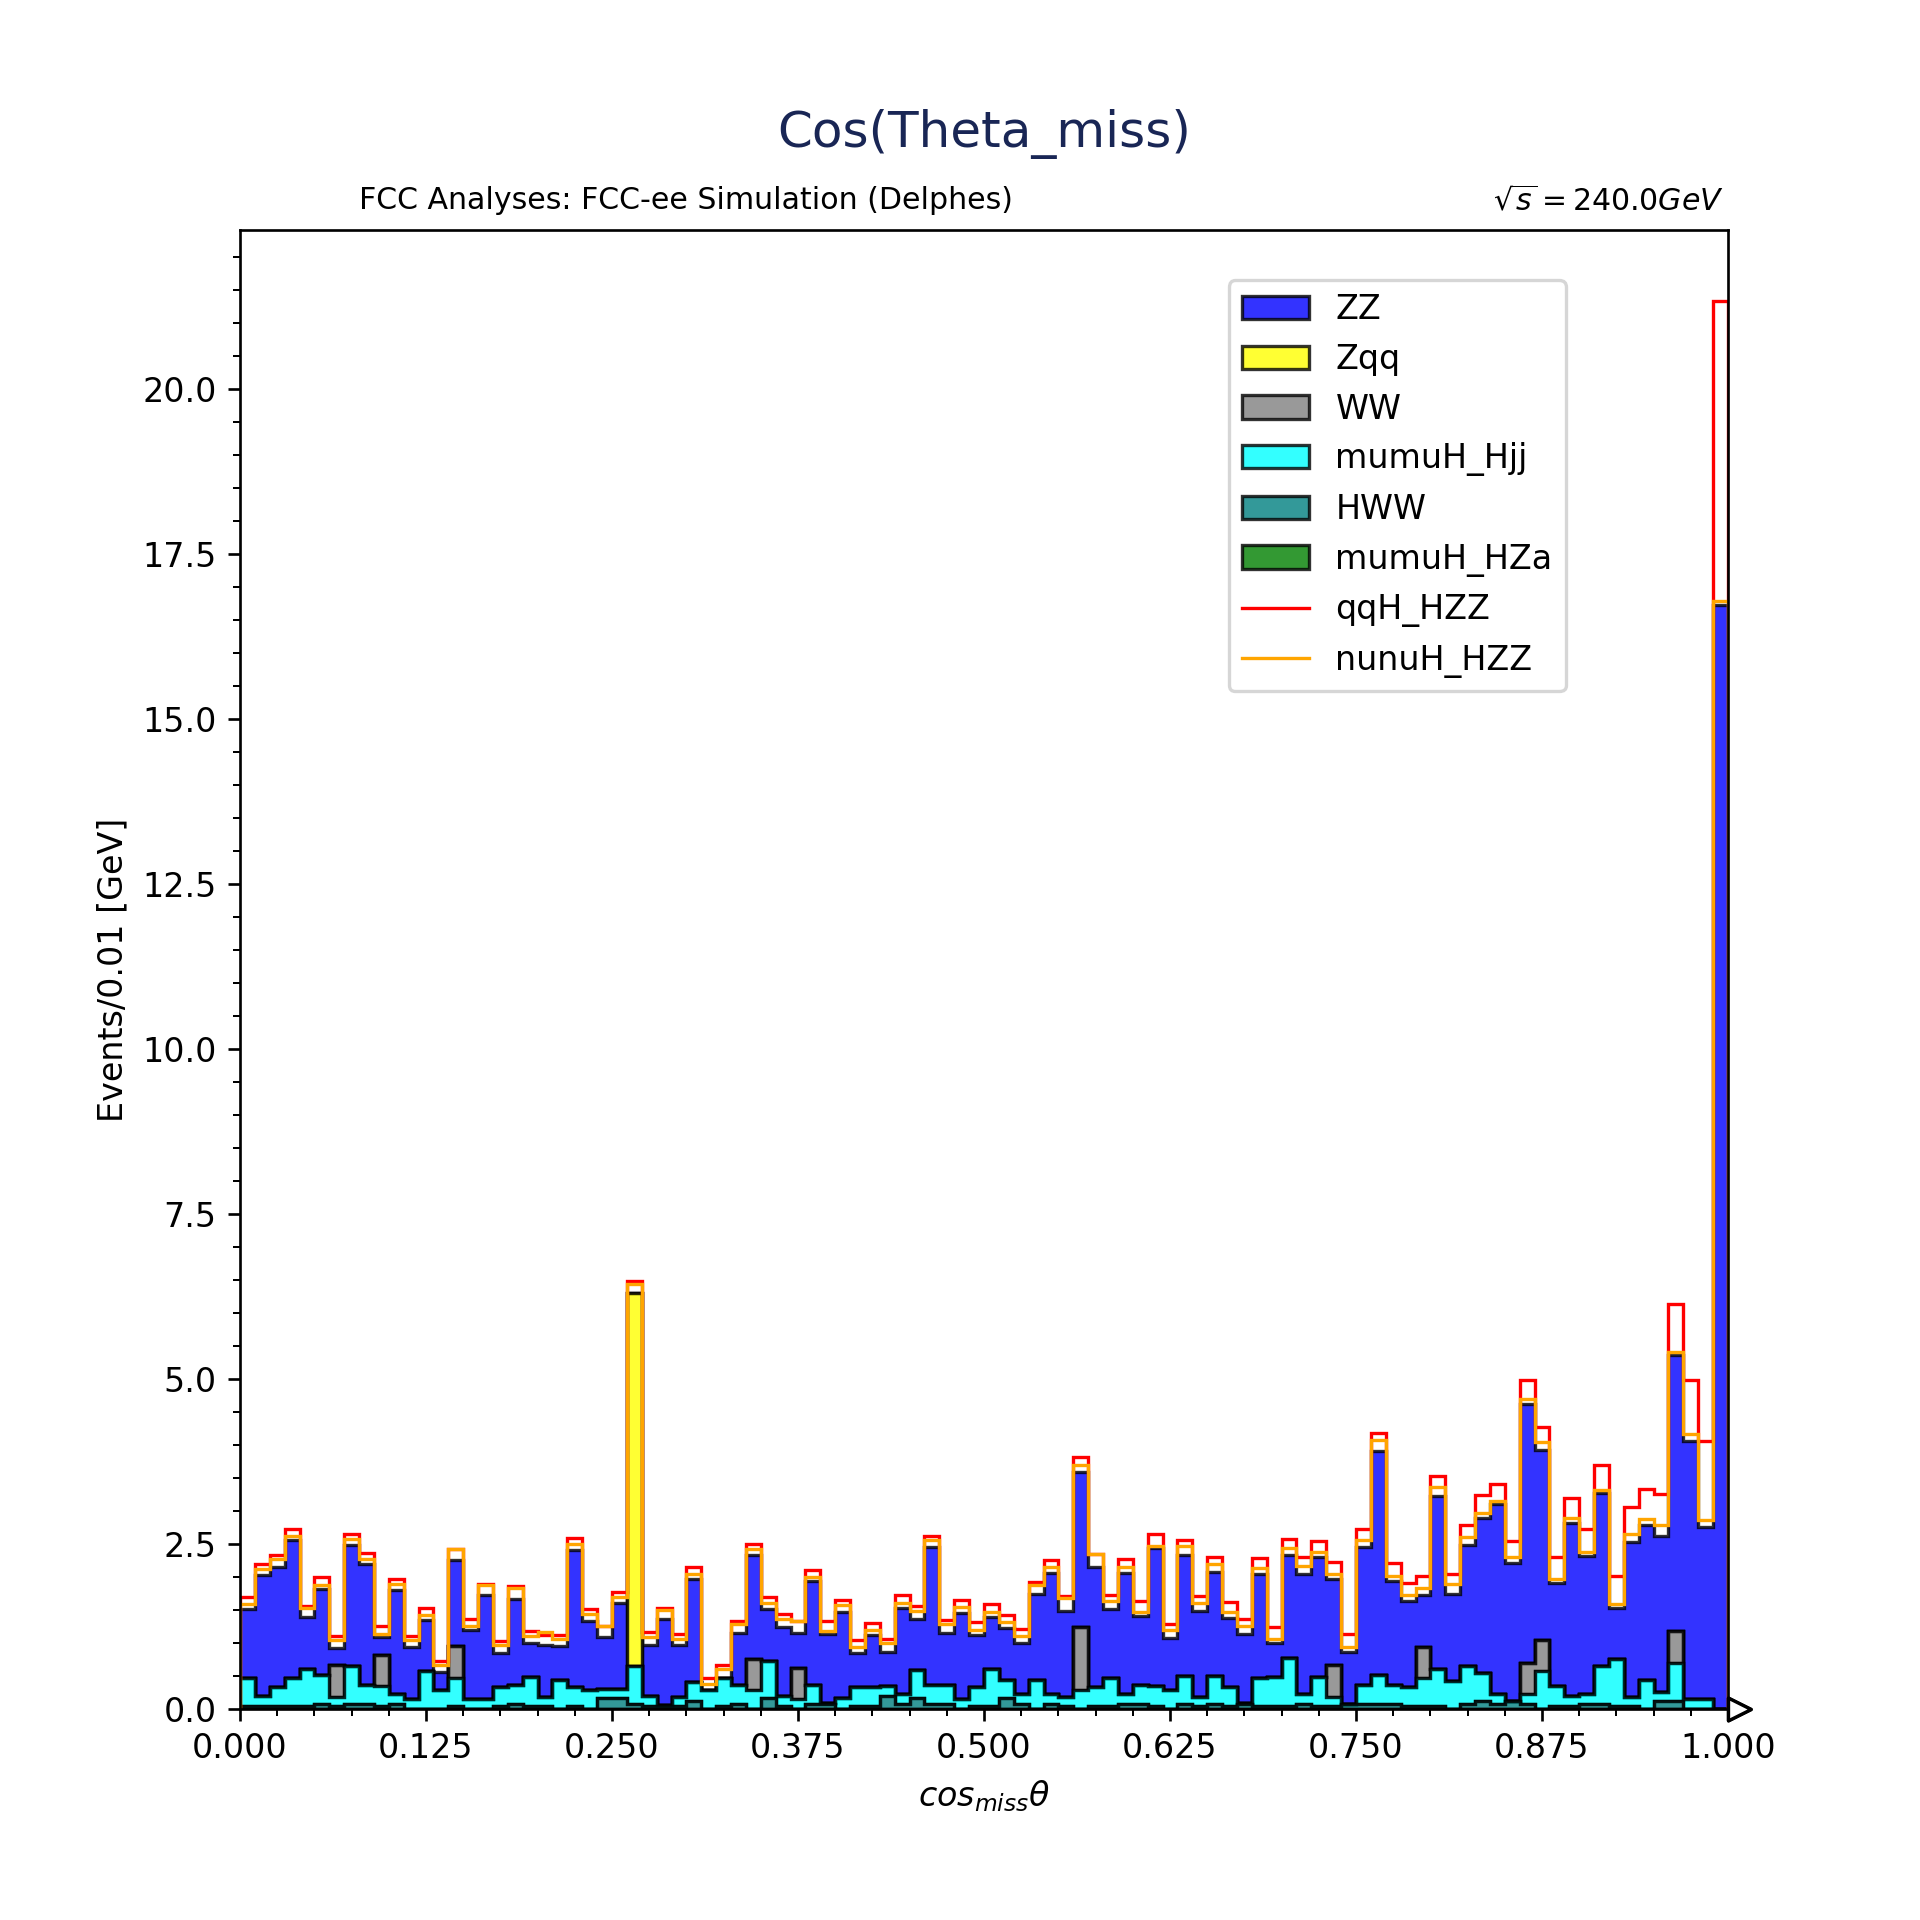 Cos(Theta_miss)
FCC Analyses: FCC-ee Simulation (Delphes)
√s = 240.0GeV
ZZ
Zqq
WW
mumuH_Hjj
HWW
mumuH_HZa
qqH_HZZ
nunuH_HZZ
Events/0.01 [GeV]
20.0
17.5
15.0
12.5
10.0
7.5
5.0
2.5
0.0
0.000 0.125 0.250 0.375 0.500 0.625 0.750 0.875 1.000
cos_miss θ